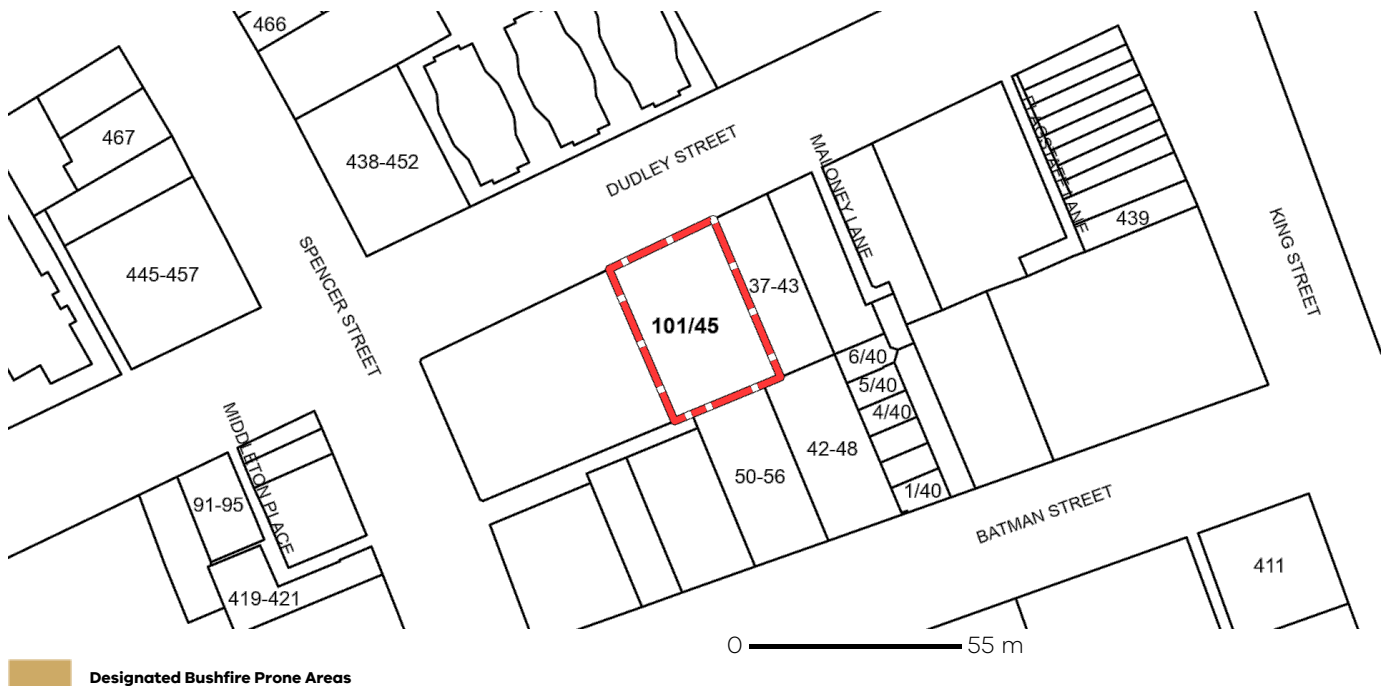 466
467
438-452
DUDLEY STREET
MALONEY LANE
FLAGSTAFF LANE
439
KING STREET
445-457
SPENCER STREET
37-43
101/45
6/40
5/40
4/40
MIDDLETON PLACE
42-48
50-56
1/40
91-95
BATMAN STREET
411
419-421
0 55 m
Designated Bushfire Prone Areas